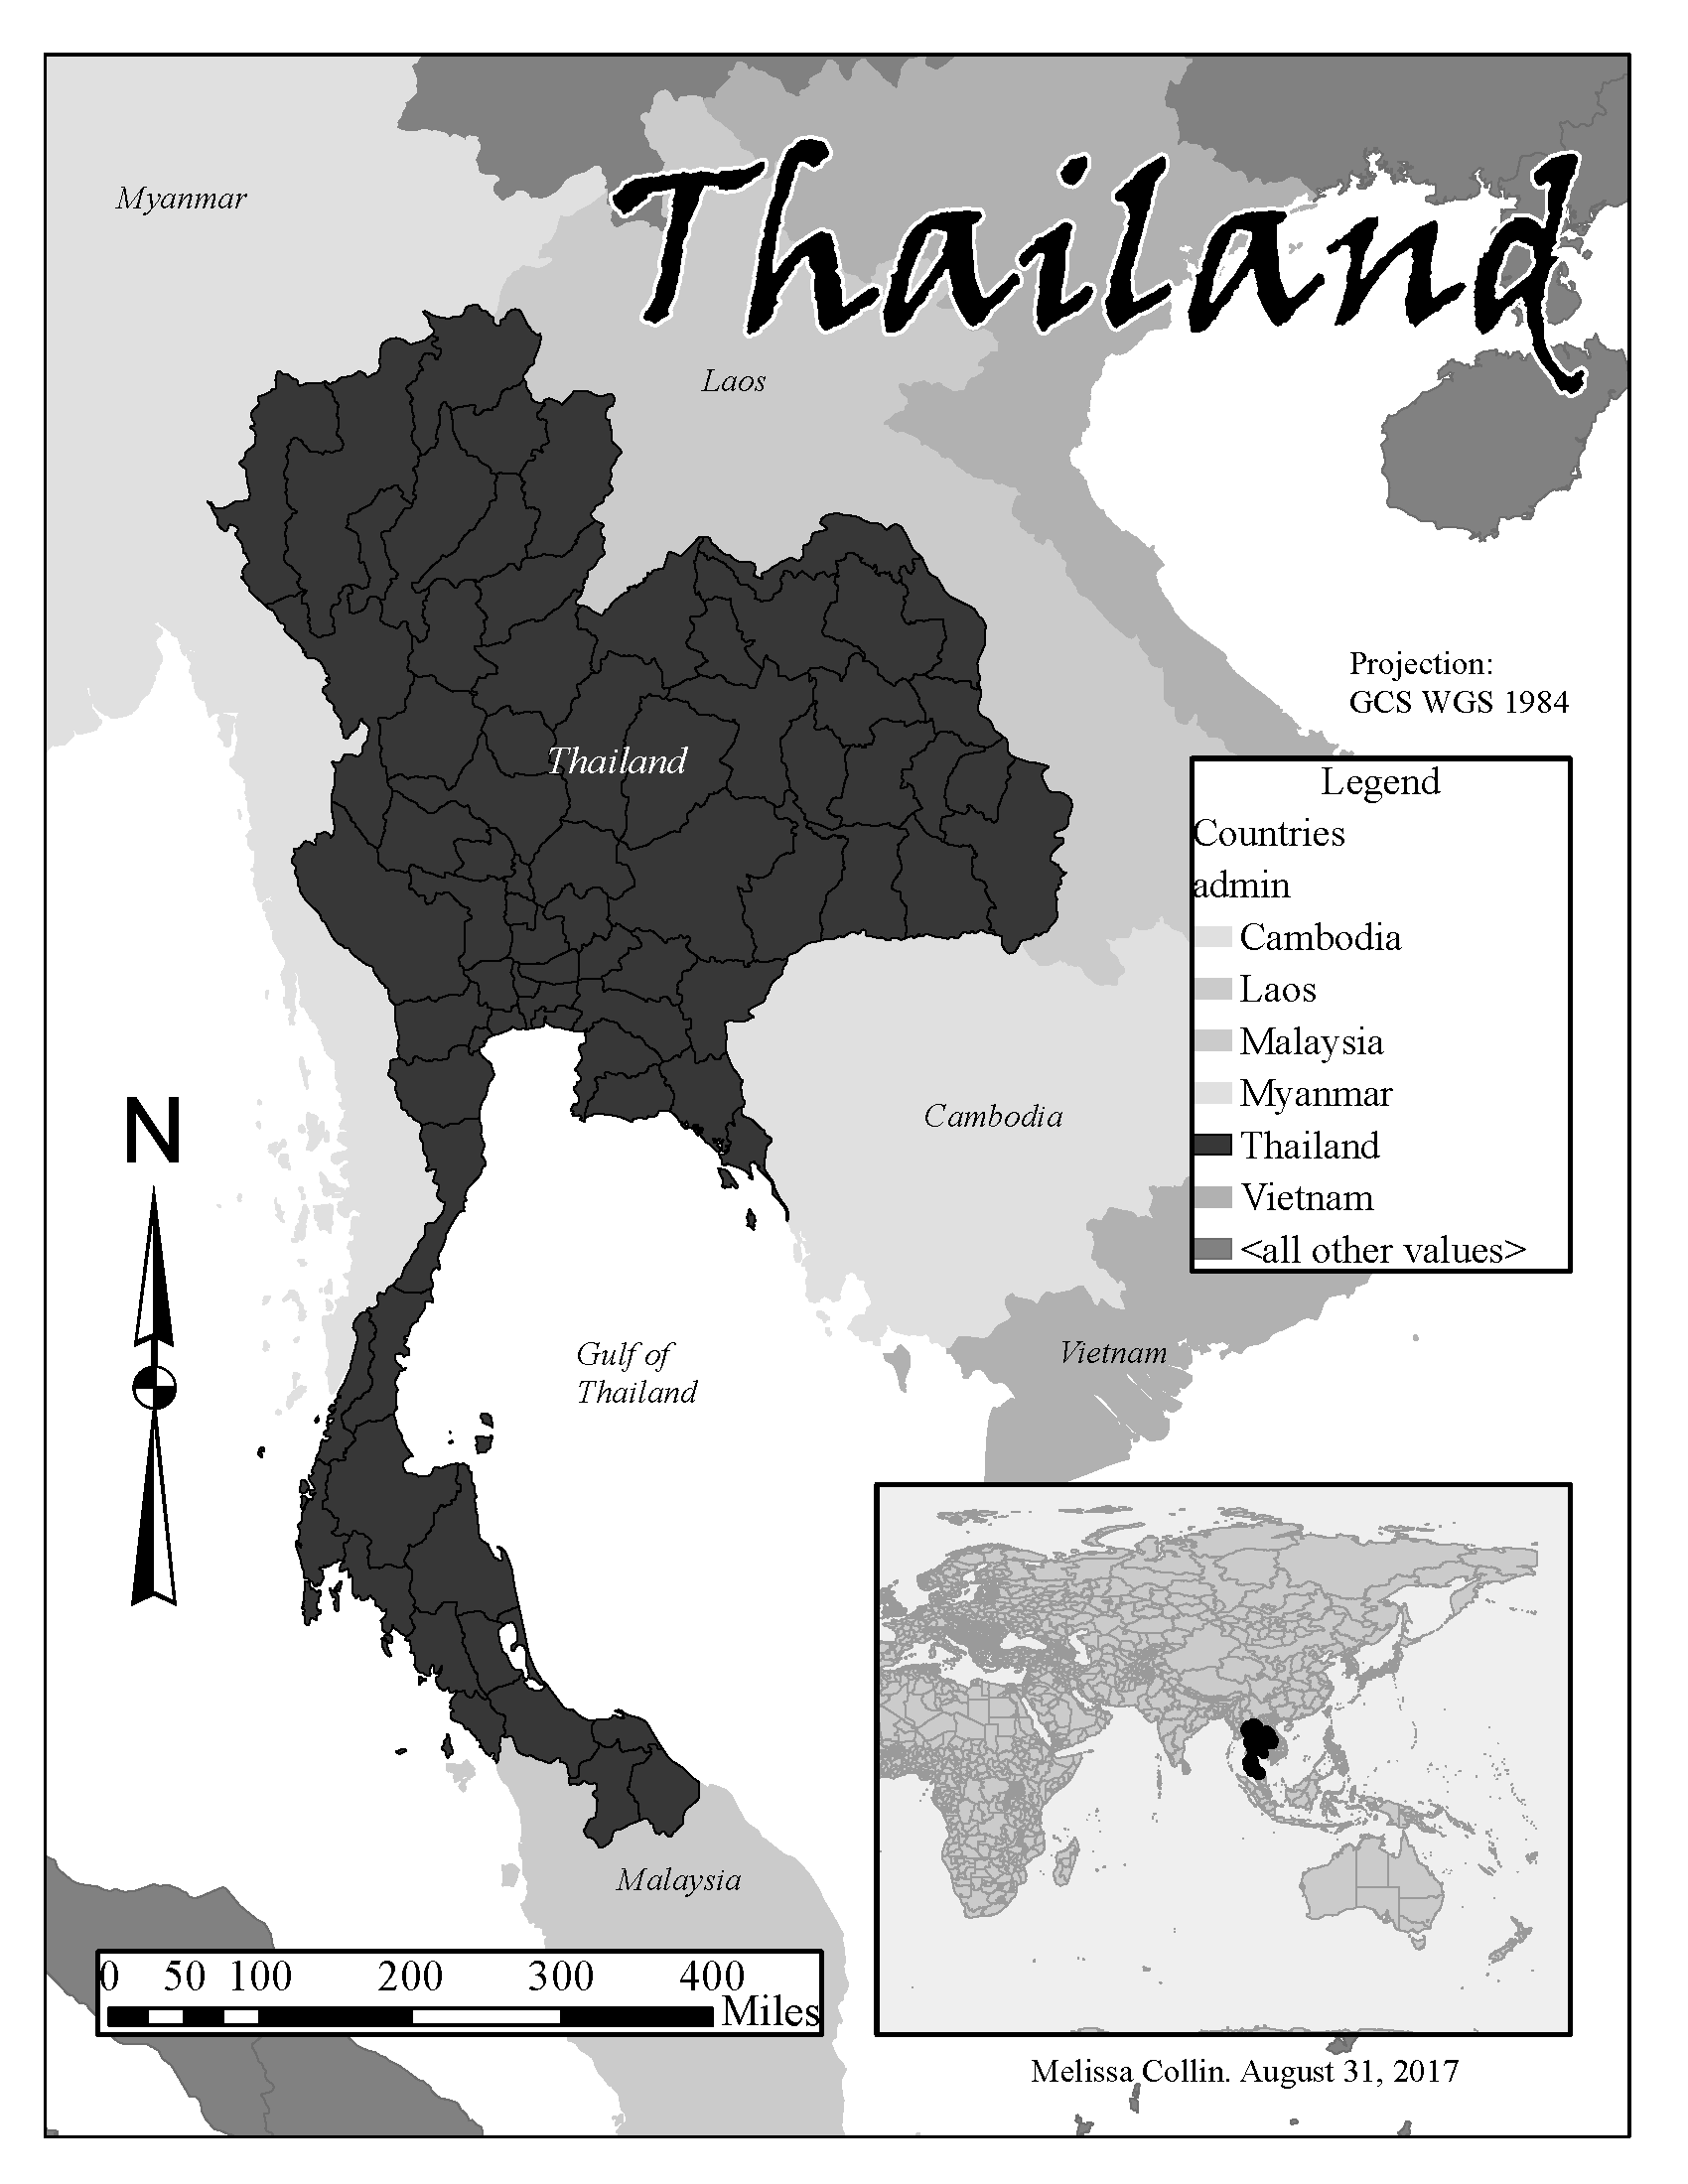 Thailand
Myanmar
Laos
Projection:
GCS WGS 1984
Thailand
Legend
Countries
admin
Cambodia
Laos
Malaysia
Myanmar
Thailand
Vietnam
<all other values>
N
Cambodia
Gulf of
Thailand
Vietnam
Malaysia
0 50 100 200 300 400
Miles
Melissa Collin. August 31, 2017